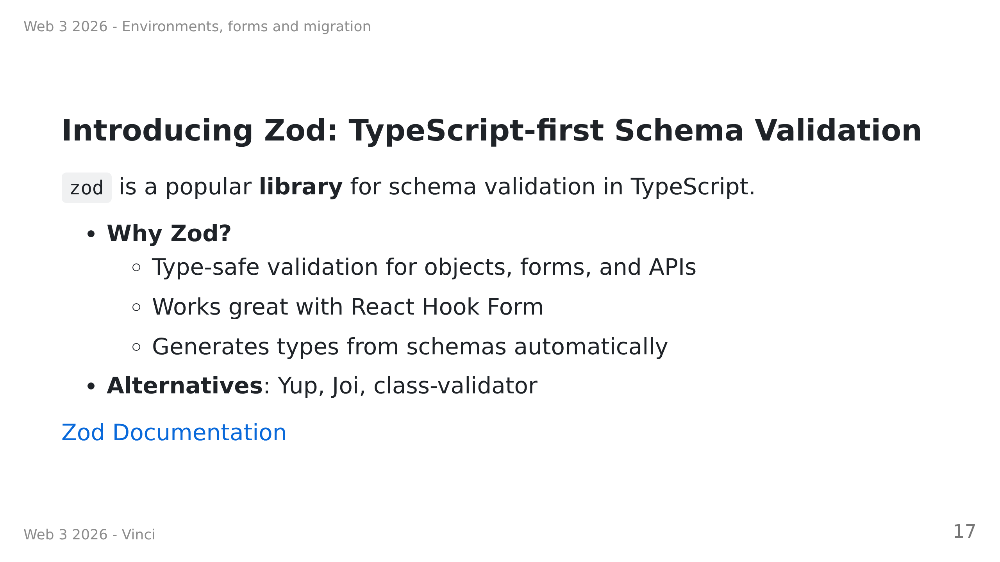 Web 3 2026 - Environments, forms and migration
Introducing Zod: TypeScript-first Schema Validation
zod is a popular library for schema validation in TypeScript.
• Why Zod?
○ Type-safe validation for objects, forms, and APIs
○ Works great with React Hook Form
○ Generates types from schemas automatically
• Alternatives: Yup, Joi, class-validator
Zod Documentation
Web 3 2026 - Vinci
17